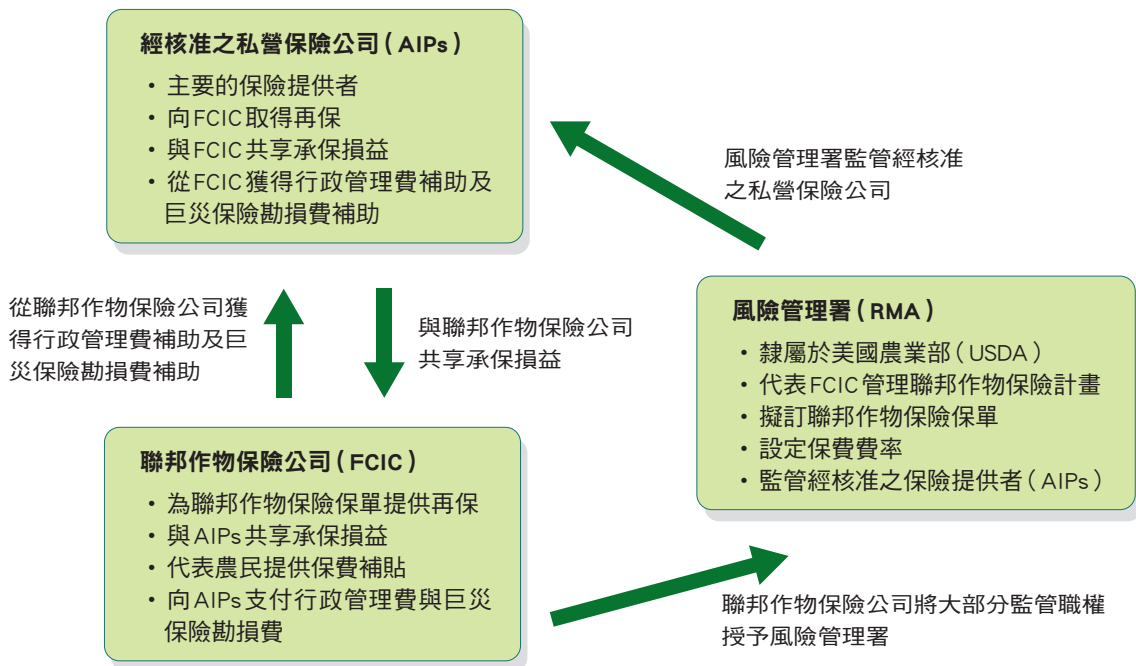 經核准之私營保險公司（AIPs）
・主要的保險提供者
・向FCIC取得再保
・與FCIC共享承保損益
・從FCIC獲得行政管理費補助及
巨災保險勘損費補助
風險管理署監管經核准
之私營保險公司
從聯邦作物保險公司獲
得行政管理費補助及巨
災保險勘損費補助
與聯邦作物保險公司
共享承保損益
風險管理署（RMA）
・隸屬於美國農業部（USDA）
・代表FCIC管理聯邦作物保險計畫
・擬訂聯邦作物保險保單
・設定保費費率
・監管經核准之保險提供者（AIPs）
聯邦作物保險公司（FCIC）
・為聯邦作物保險保單提供再保
・與AIPs共享承保損益
・代表農民提供保費補貼
・向AIPs支付行政管理費與巨災
保險勘損費
聯邦作物保險公司將大部分監管職權
授予風險管理署